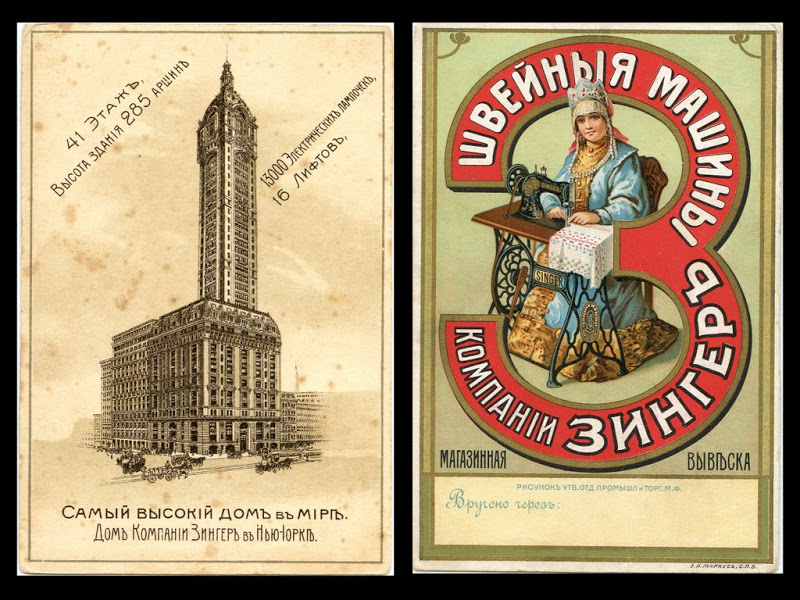 41 Этажъ,
Высота зданія 285 аршинъ
13000 Электрическихъ лампочекъ,
16 Лифтовъ,
Самый высокій домъ въ мірѣ.
Домъ Компаніи Зингеръ въ Нью-Іоркѣ.
ШВЕЙНЫЯ МАШИНЫ
КОМПАНІИ ЗИНГЕРЪ
SINGER
МАГАЗИННАЯ ВЫВѢСКА
РИСУНОКЪ УТВ. ОТД. ПРОМЫШЛ. и ТОРГ. М.Ф.
Вручено черезъ:
Э.И.МАРКУСЪ, С.П.Б.